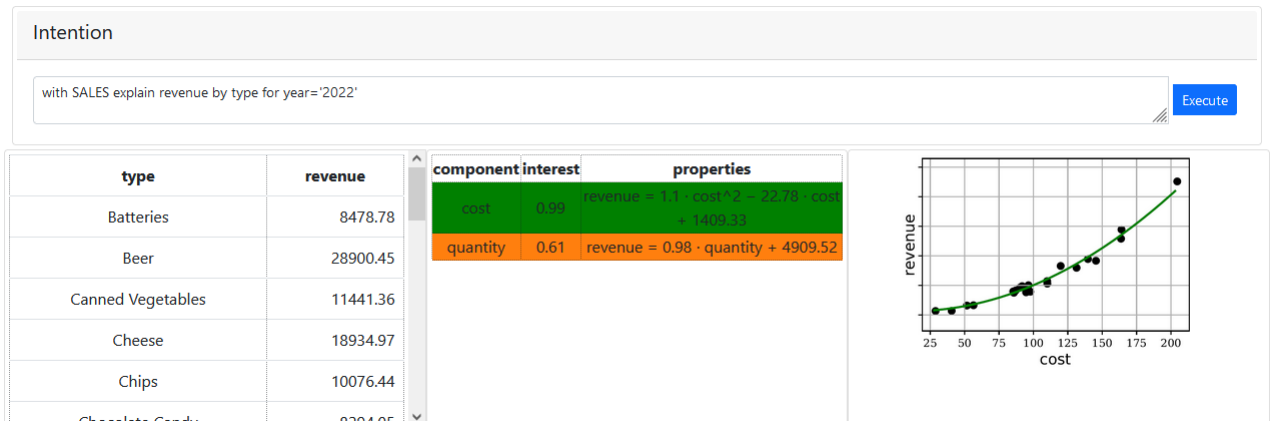 Intention
with SALES explain revenue by type for year='2022'
Execute
type revenue
Batteries 8478.78
Beer 28900.45
Canned Vegetables 11441.36
Cheese 18934.97
Chips 10076.44
component interest properties
cost 0.99 revenue = 1.1 · cost^2 − 22.78 · cost
+ 1409.33
quantity 0.61 revenue = 0.98 · quantity + 4909.52
revenue
25 50 75 100 125 150 175 200
cost